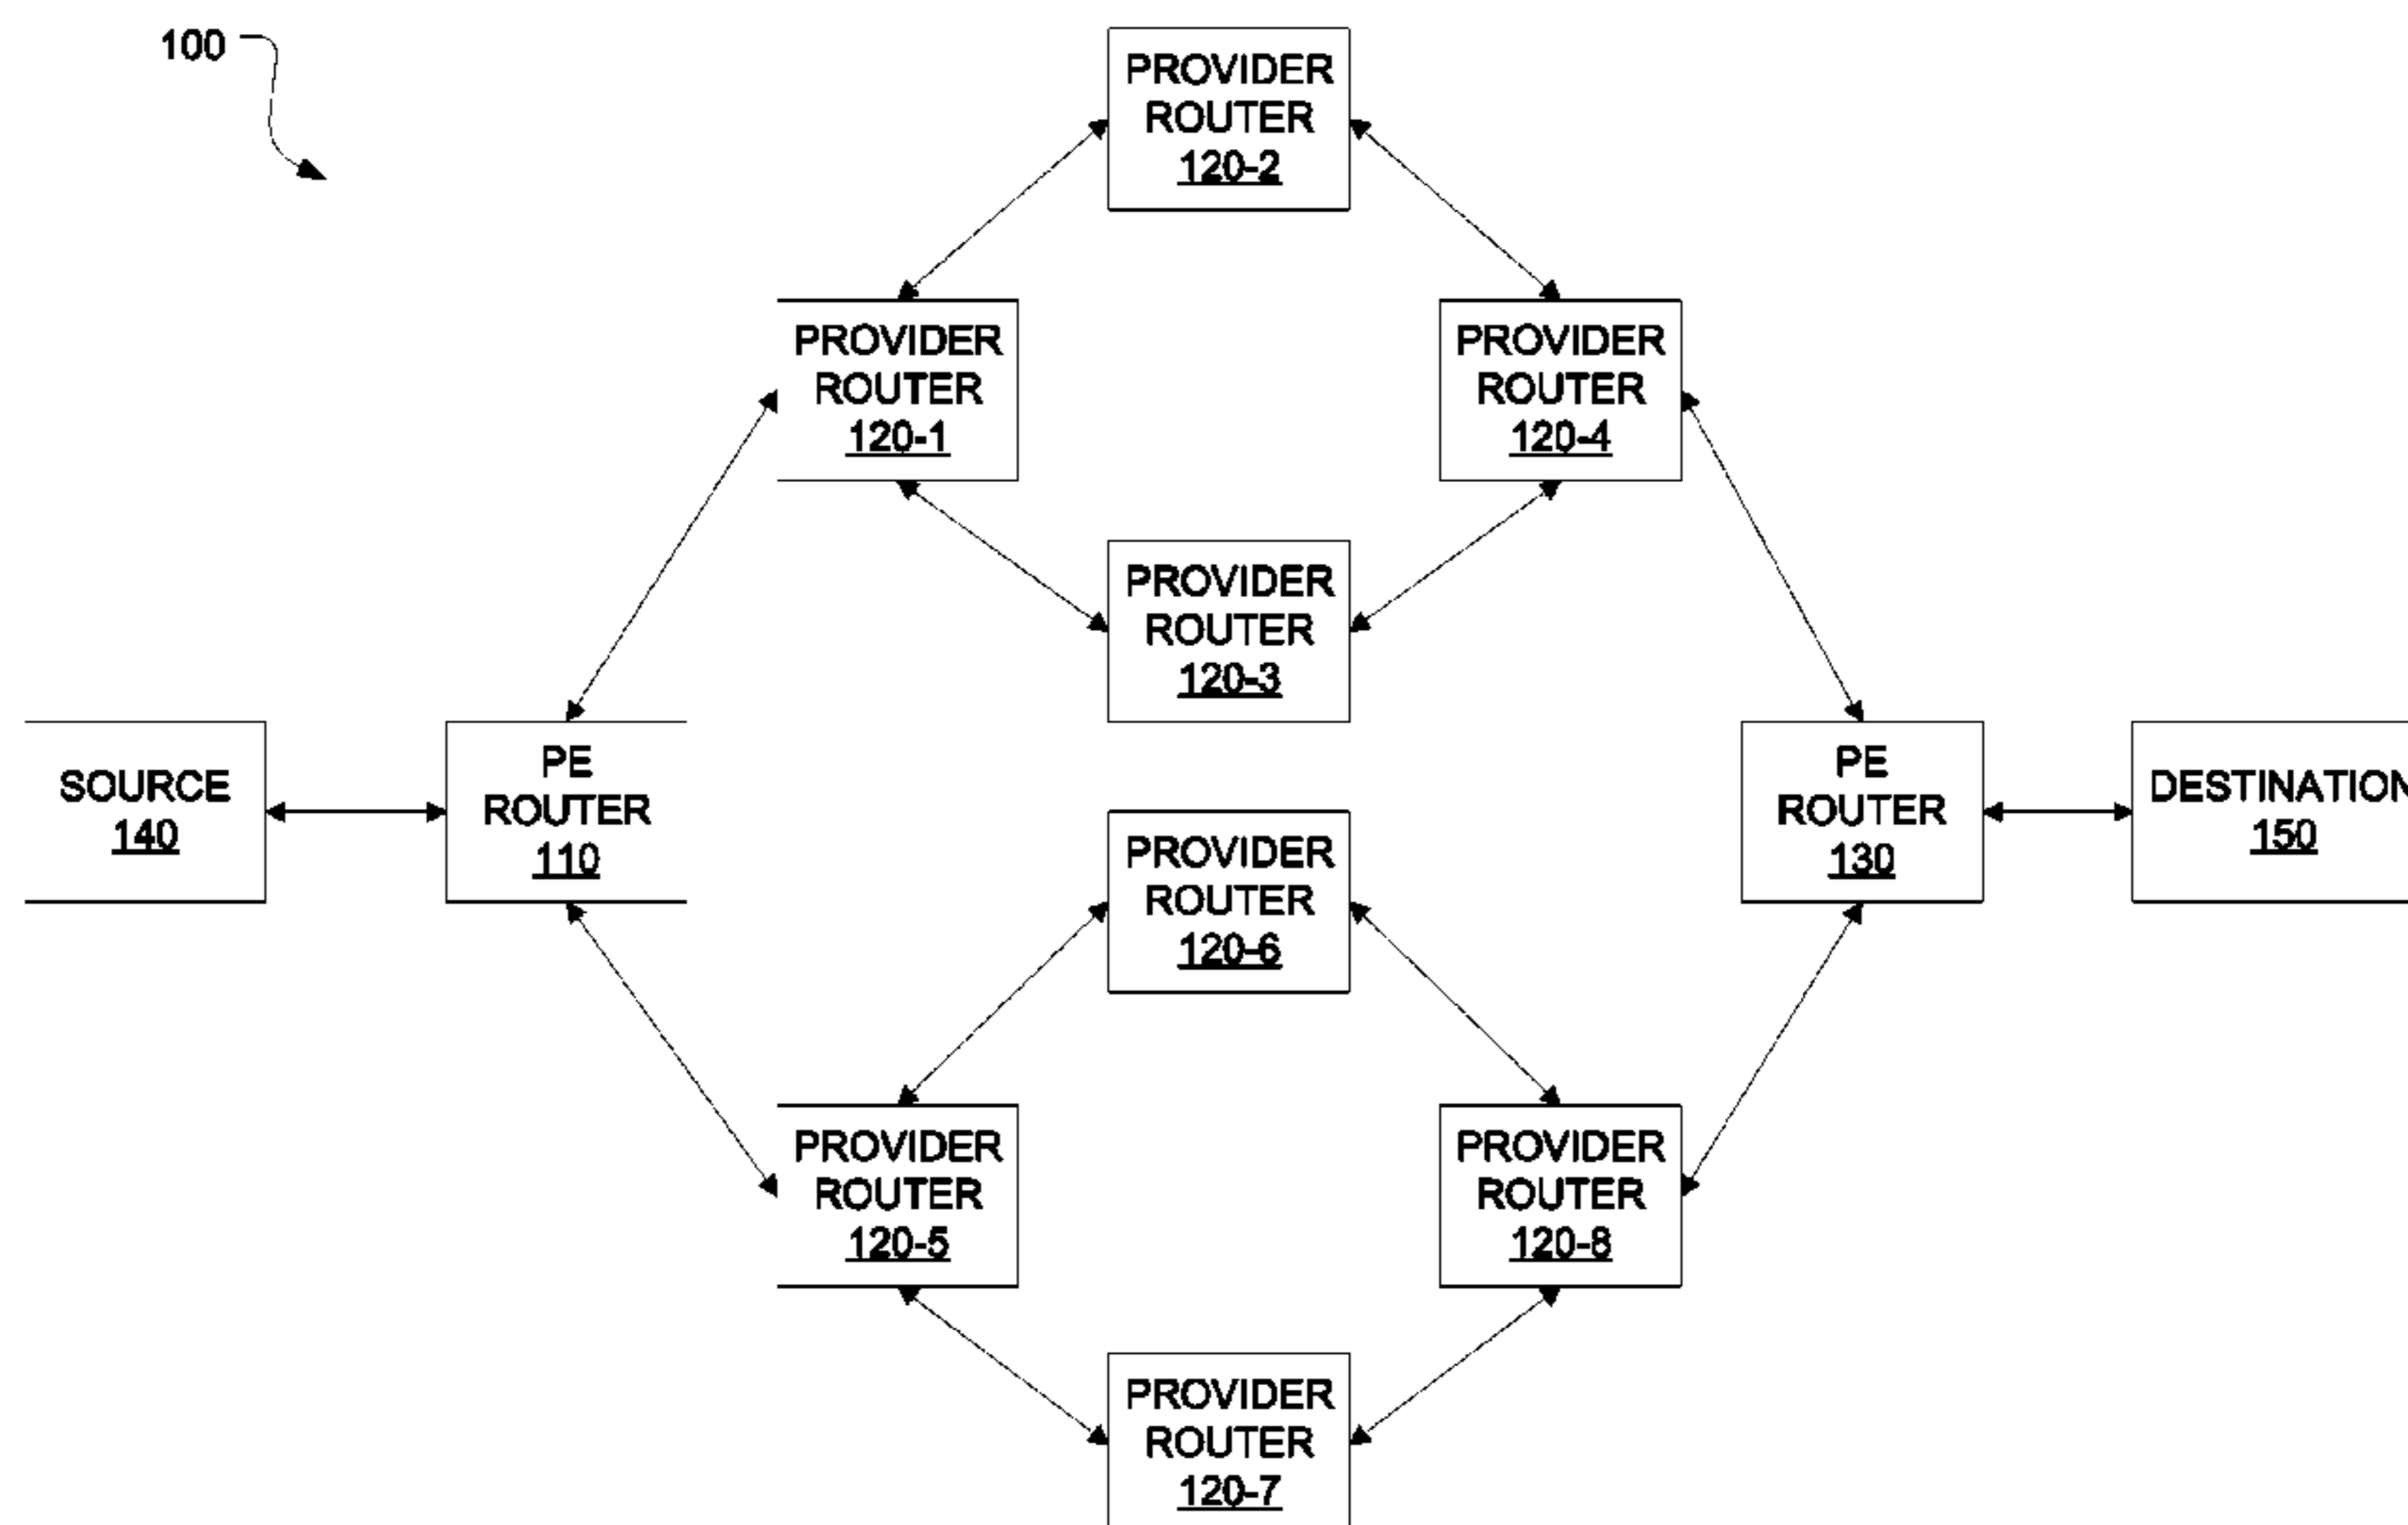 100
PROVIDER
ROUTER
120-2
PROVIDER
ROUTER
120-1
PROVIDER
ROUTER
120-4
PROVIDER
ROUTER
120-3
SOURCE
140
PE
ROUTER
110
PE
ROUTER
130
DESTINATION
150
PROVIDER
ROUTER
120-6
PROVIDER
ROUTER
120-5
PROVIDER
ROUTER
120-8
PROVIDER
ROUTER
120-7